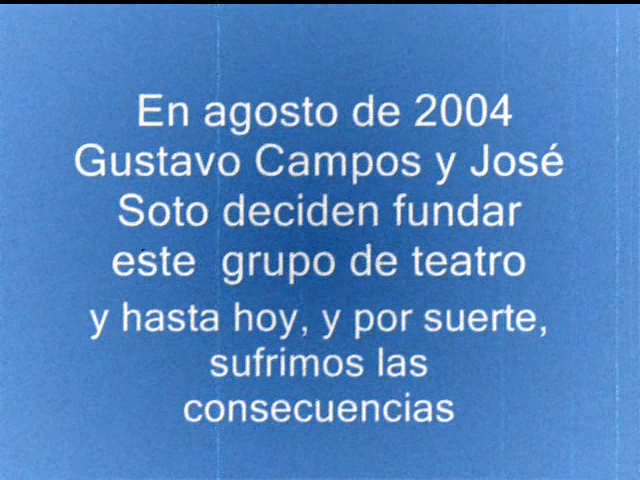 En agosto de 2004
Gustavo Campos y José
Soto deciden fundar
este  grupo de teatro
y hasta hoy, y por suerte,
sufrimos las
consecuencias